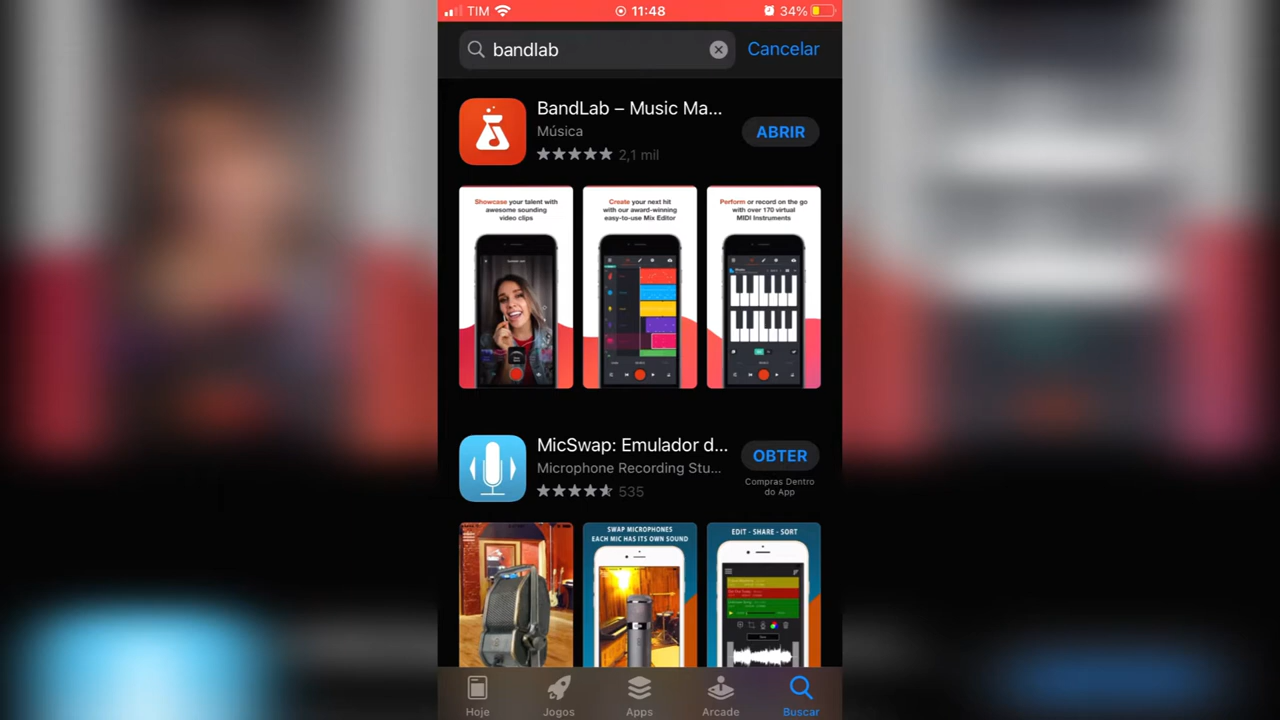 TIM 11:48 34%
bandlab Cancelar
BandLab – Music Ma...
Música
2,1 mil
ABRIR
Showcase your talent with
awesome sounding
video clips
Create your next hit
with our award-winning
easy-to-use Mix Editor
Perform or record on the go
with over 170 virtual
MIDI Instruments
MicSwap: Emulador d...
Microphone Recording Stu...
535
OBTER
Compras Dentro
do App
SWAP MICROPHONES
EACH MIC HAS ITS OWN SOUND
EDIT - SHARE - SORT
Hoje Jogos Apps Arcade Buscar